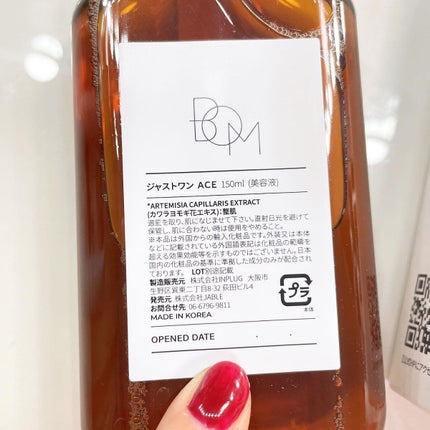 BOM
ジャストワン ACE 150ml (美容液)
*ARTEMISIA CAPILLARIS EXTRACT
(カワラヨモギ花エキス):整肌
適量を取り、肌になじませて下さい。直射日光を避けて
保管し、肌に合わない時は使用をやめること。
※本品は外国からの輸入化粧品です。外装又は本体
などに記載されている外国語表記は化粧品の範疇を
超える効果効能等を示すものではございません。日本
国内の化粧品の基準に準拠した成分のみが配合され
ております。 LOT別途記載
製造販売元 株式会社INPLUG 大阪市
生野区巽東二丁目8-32 荻田ビル4
発売元 株式会社JABLE
お問合せ先 06-6796-9811
MADE IN KOREA
プラ
本体
OPENED DATE . .